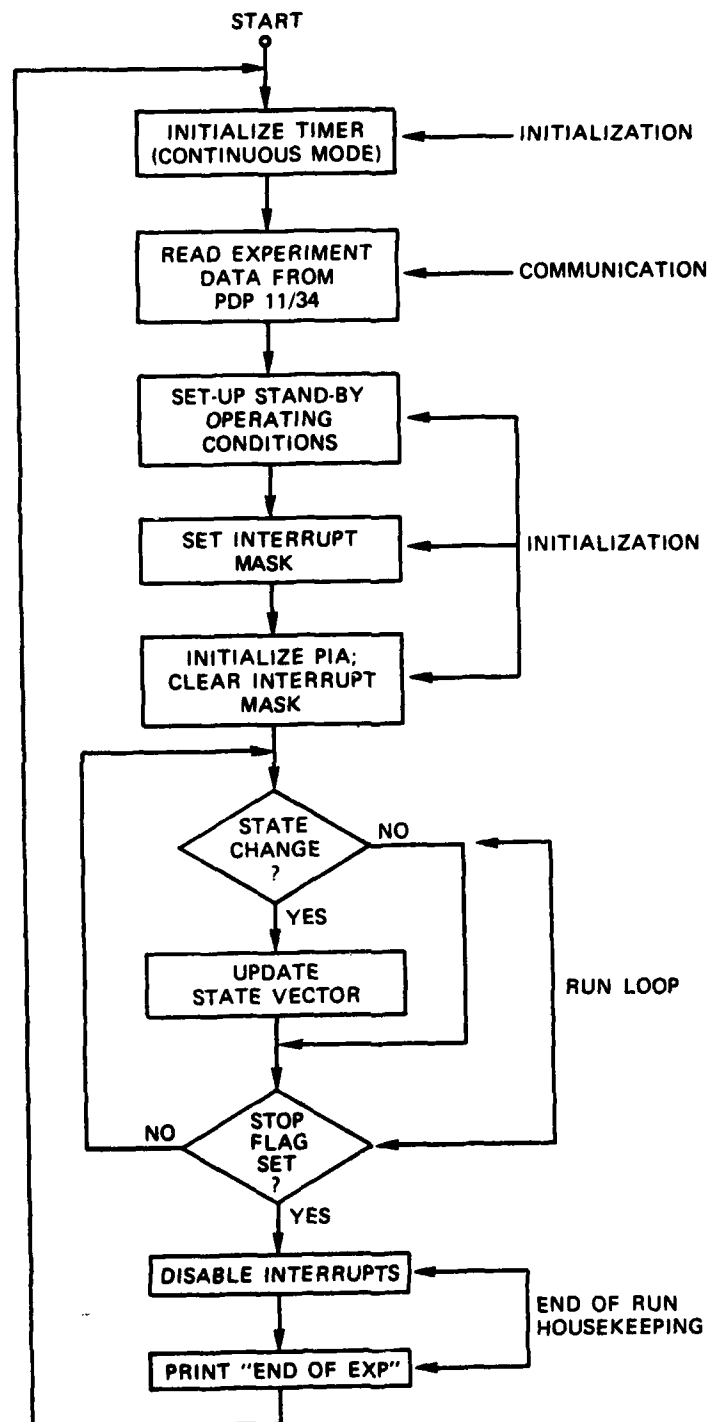 START
INITIALIZE TIMER
(CONTINUOUS MODE)
INITIALIZATION
READ EXPERIMENT
DATA FROM
PDP 11/34
COMMUNICATION
SET-UP STAND-BY
OPERATING
CONDITIONS
SET INTERRUPT
MASK
INITIALIZATION
INITIALIZE PIA;
CLEAR INTERRUPT
MASK
STATE
CHANGE
?
NO
YES
UPDATE
STATE VECTOR
RUN LOOP
STOP
FLAG
SET
?
NO
YES
DISABLE INTERRUPTS
END OF RUN
HOUSEKEEPING
PRINT "END OF EXP"